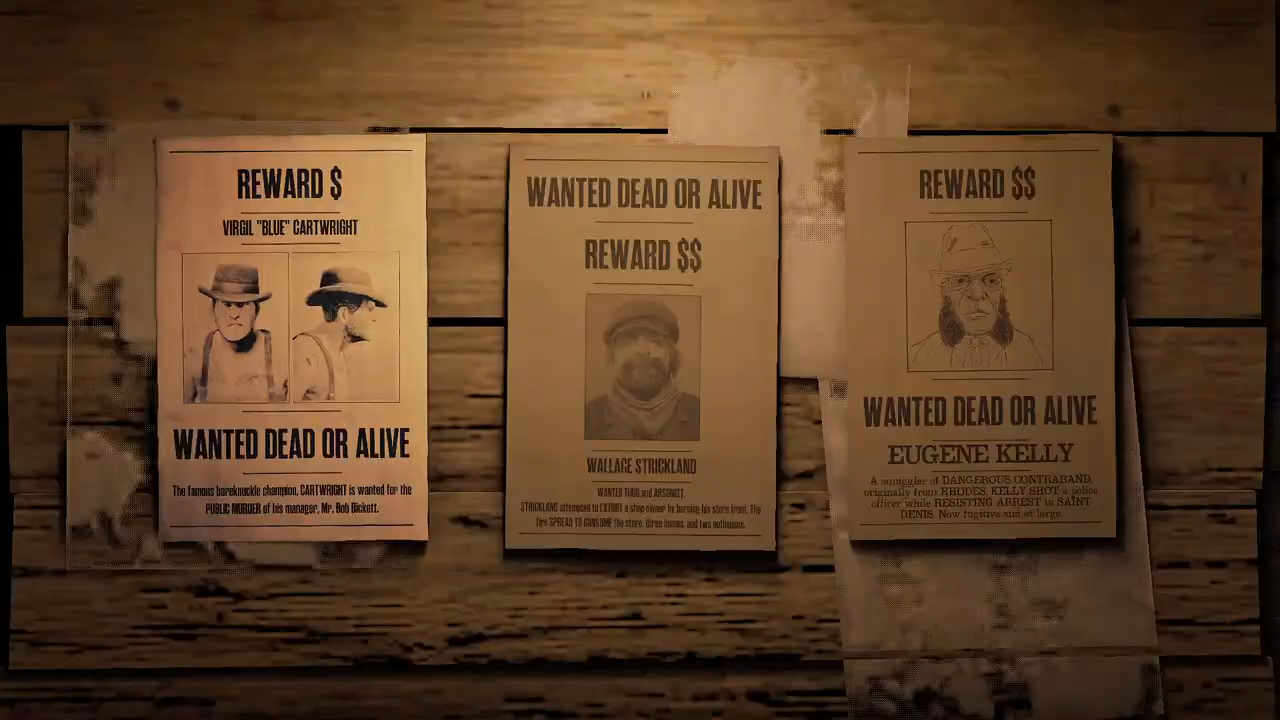 REWARD $
VIRGIL "BLUE" CARTWRIGHT
WANTED DEAD OR ALIVE
The famous bareknuckle champion, CARTWRIGHT is wanted for the
PUBLIC MURDER of his manager, Mr. Bob Bickett.
WANTED DEAD OR ALIVE
REWARD $$
WALLACE STRICKLAND
WANTED THUG and ARSONIST.
STRICKLAND attempted to EXTORT a shop owner by burning his store front. The
fire SPREAD TO CONSUME the store, three homes, and two outhouses.
REWARD $$
WANTED DEAD OR ALIVE
EUGENE KELLY
A smuggler of DANGEROUS CONTRABAND,
originally from RHODES, KELLY SHOT a police
officer while RESISTING ARREST in SAINT
DENIS. Now fugitive and at large.